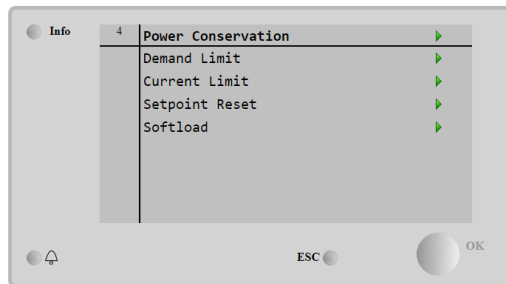 Info
4 Power Conservation
Demand Limit
Current Limit
Setpoint Reset
Softload
ESC
OK